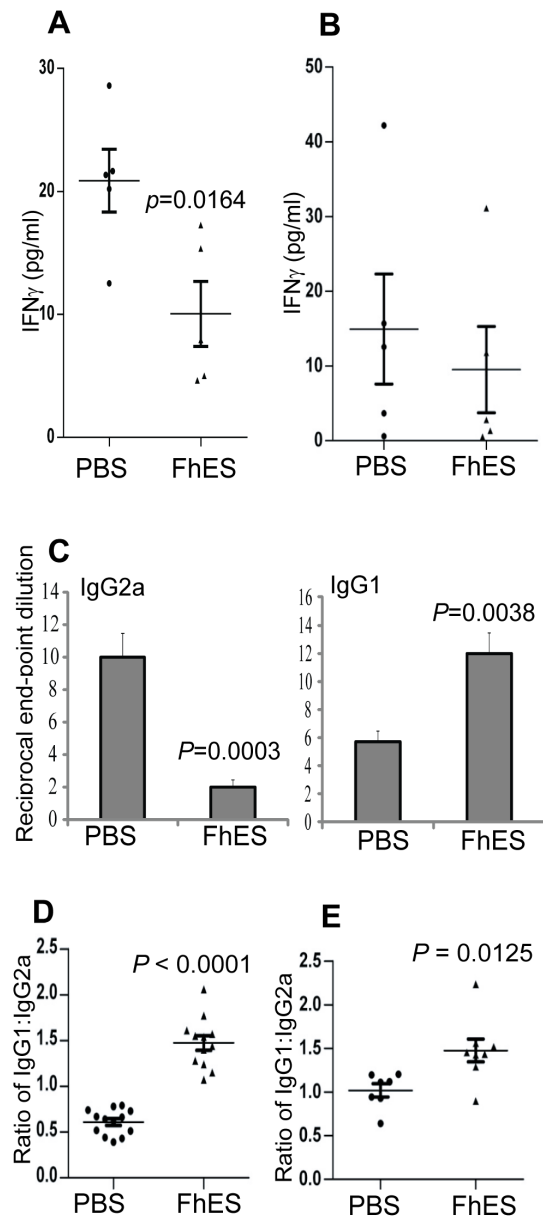 A
30
20
10
0
IFNγ (pg/ml)
p=0.0164
PBS
FhES
B
50
40
30
20
10
0
IFNγ (pg/ml)
PBS
FhES
C
Reciprocal end-point dilution
14
12
10
8
6
4
2
0
IgG2a
P=0.0003
PBS
FhES
16
14
12
10
8
6
4
2
0
IgG1
P=0.0038
PBS
FhES
D
2.5
2.0
1.5
1.0
0.5
0.0
Ratio of IgG1:IgG2a
P < 0.0001
PBS
FhES
E
2.5
2.0
1.5
1.0
0.5
0.0
Ratio of IgG1:IgG2a
P = 0.0125
PBS
FhES